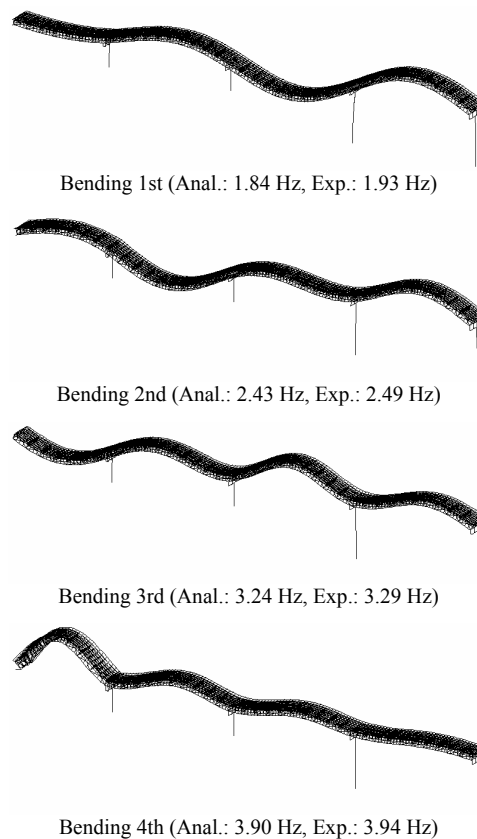 Bending 1st (Anal.: 1.84 Hz, Exp.: 1.93 Hz)
Bending 2nd (Anal.: 2.43 Hz, Exp.: 2.49 Hz)
Bending 3rd (Anal.: 3.24 Hz, Exp.: 3.29 Hz)
Bending 4th (Anal.: 3.90 Hz, Exp.: 3.94 Hz)